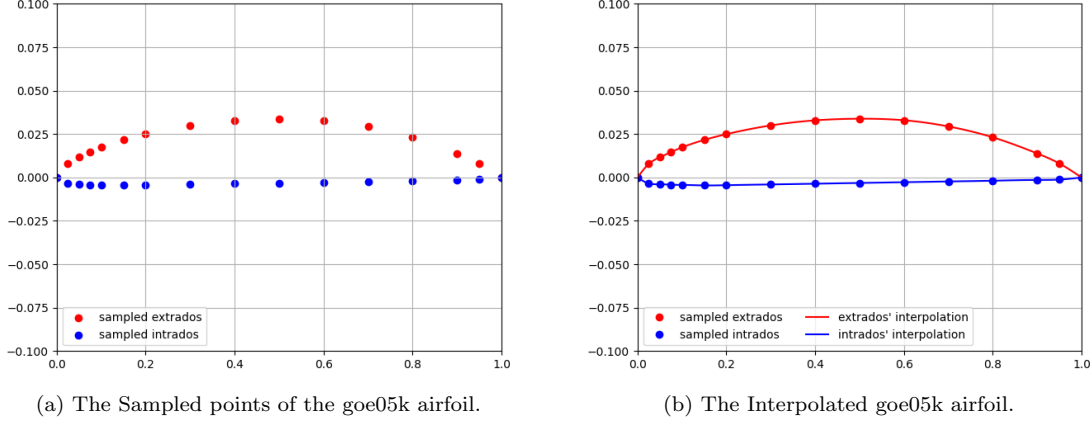 0.100
0.075
0.050
0.025
0.000
−0.025
−0.050
−0.075
−0.100
0.0 0.2 0.4 0.6 0.8 1.0
sampled extrados
sampled intrados
(a) The Sampled points of the goe05k airfoil.
0.100
0.075
0.050
0.025
0.000
−0.025
−0.050
−0.075
−0.100
0.0 0.2 0.4 0.6 0.8 1.0
sampled extrados
sampled intrados
extrados' interpolation
intrados' interpolation
(b) The Interpolated goe05k airfoil.